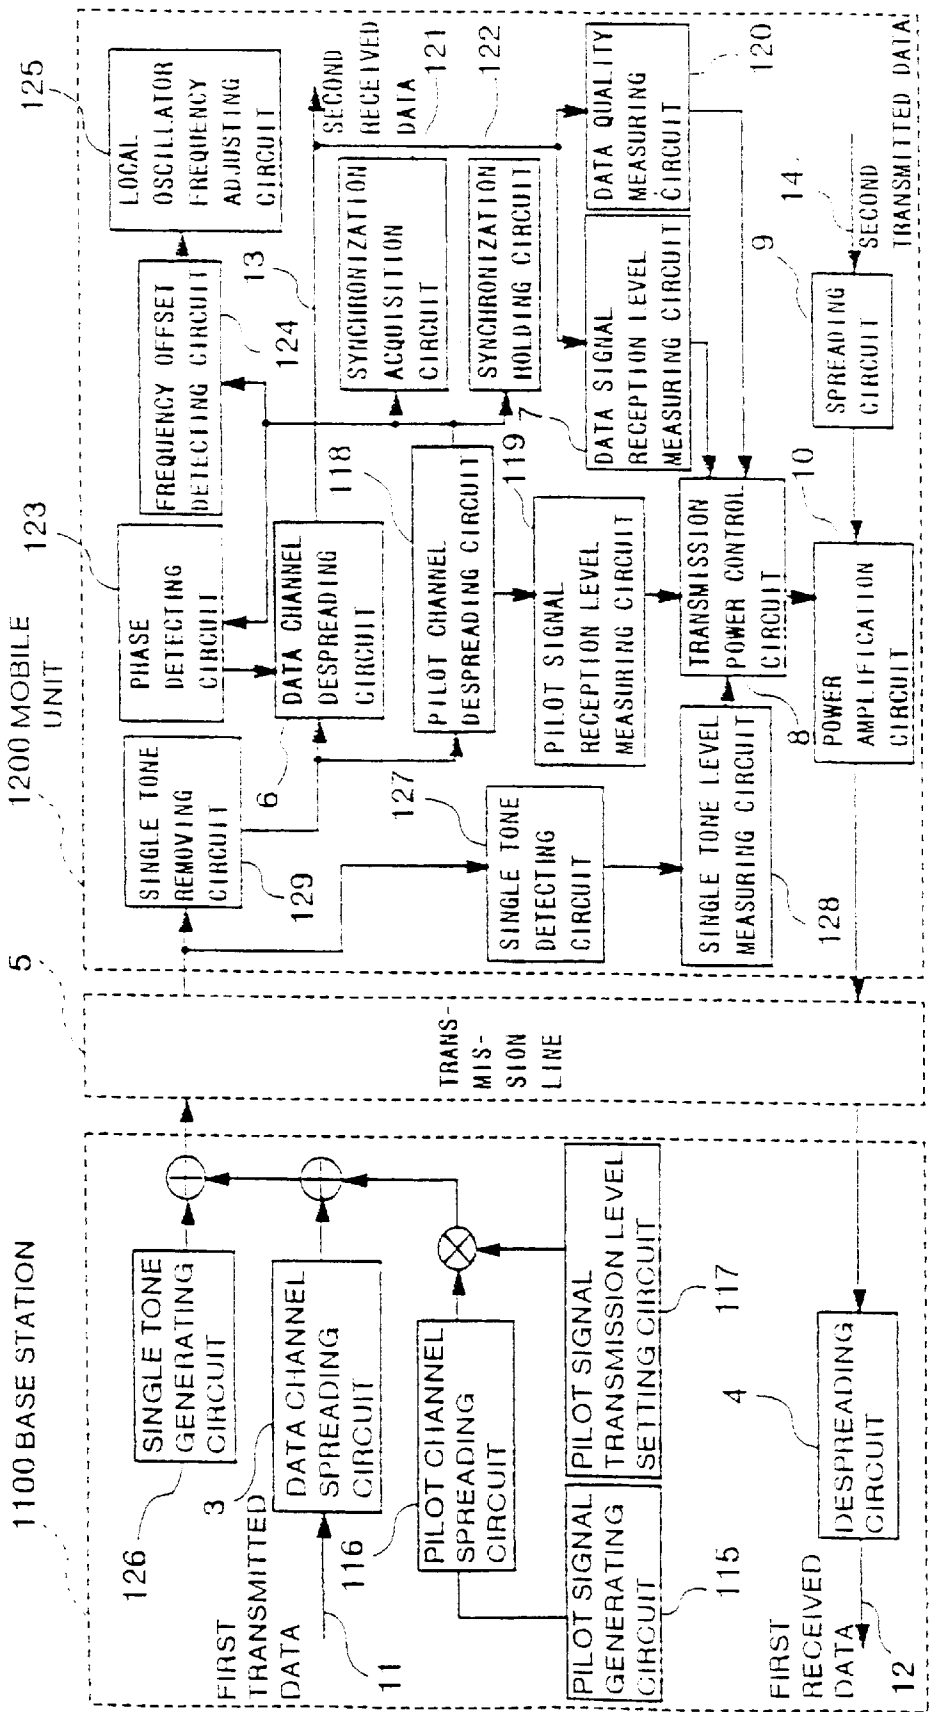 1100 BASE STATION
5
1200 MOBILE
UNIT
126
SINGLE TONE
GENERATING
CIRCUIT
FIRST
TRANSMITTED
DATA
3
11
DATA CHANNEL
SPREADING
CIRCUIT
116
PILOT CHANNEL
SPREADING
CIRCUIT
PILOT SIGNAL
GENERATING
CIRCUIT
115
PILOT SIGNAL
TRANSMISSION LEVEL
SETTING CIRCUIT
117
FIRST
RECEIVED
DATA
12
4
DESPREADING
CIRCUIT
TRANS-
MIS-
SION
LINE
SINGLE TONE
REMOVING
CIRCUIT
129
123
PHASE
DETECTING
CIRCUIT
FREQUENCY OFFSET
DETECTING CIRCUIT
124
125
LOCAL
OSCILLATOR
FREQUENCY
ADJUSTING
CIRCUIT
6
DATA CHANNEL
DESPREADING
CIRCUIT
13
SECOND
RECEIVED
DATA
118
PILOT CHANNEL
DESPREADING CIRCUIT
SYNCHRONIZATION
ACQUISITION
CIRCUIT
121
SYNCHRONIZATION
HOLDING CIRCUIT
122
127
SINGLE TONE
DETECTING
CIRCUIT
119
PILOT SIGNAL
RECEPTION LEVEL
MEASURING CIRCUIT
7
DATA SIGNAL
RECEPTION LEVEL
MEASURING CIRCUIT
DATA QUALITY
MEASURING
CIRCUIT
120
SINGLE TONE LEVEL
MEASURING CIRCUIT
128
TRANSMISSION
POWER CONTROL
CIRCUIT
8
POWER
AMPLIFICATION
CIRCUIT
10
SPREADING
CIRCUIT
9
14
SECOND
TRANSMITTED DATA